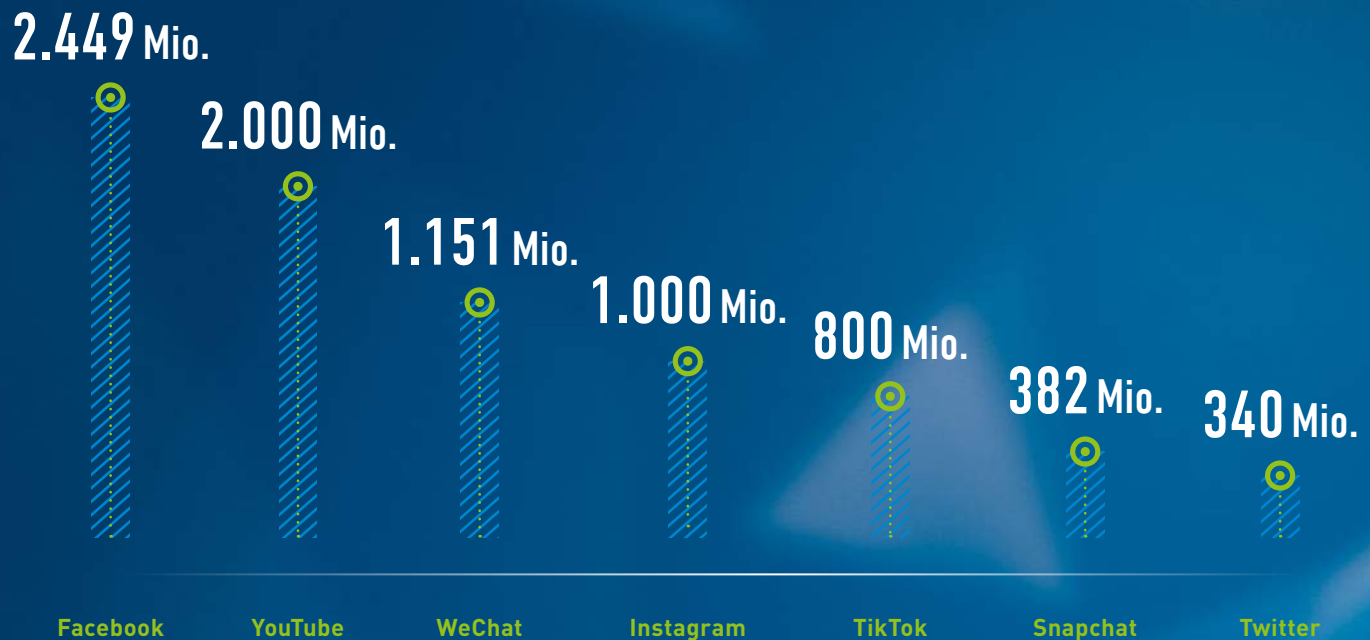 2.449 Mio.
2.000 Mio.
1.151 Mio.
1.000 Mio.
800 Mio.
382 Mio.
340 Mio.
Facebook YouTube WeChat Instagram TikTok Snapchat Twitter